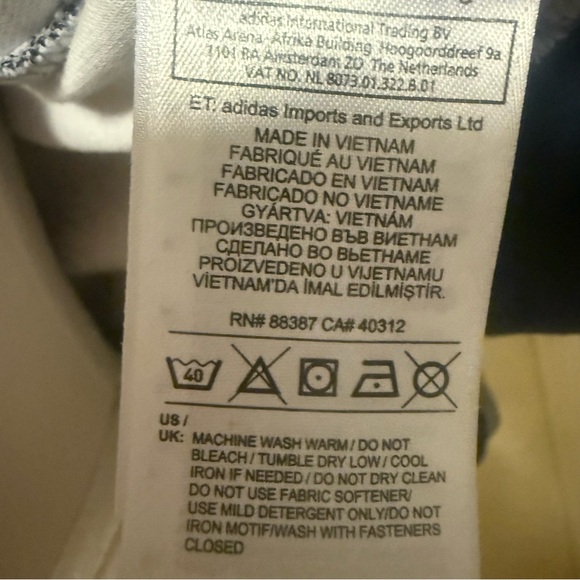 adidas International Trading BV
Atlas Arena - Afrika Building Hoogoorddreef 9a
1101 BA Amsterdam ZO The Netherlands
VAT NO. NL 8073.01.322.B.01
ET: adidas Imports and Exports Ltd
MADE IN VIETNAM
FABRIQUÉ AU VIETNAM
FABRICADO EN VIETNAM
FABRICADO NO VIETNAME
GYÁRTVA: VIETNÁM
ПРОИЗВЕДЕНО ВЪВ ВИЕТНАМ
СДЕЛАНО ВО ВЬЕТНАМЕ
PROIZVEDENO U VIJETNAMU
VİETNAM'DA İMAL EDİLMİŞTİR.
RN# 88387 CA# 40312
40
US /
UK: MACHINE WASH WARM / DO NOT
BLEACH / TUMBLE DRY LOW / COOL
IRON IF NEEDED / DO NOT DRY CLEAN
DO NOT USE FABRIC SOFTENER/
USE MILD DETERGENT ONLY/DO NOT
IRON MOTIF/WASH WITH FASTENERS
CLOSED